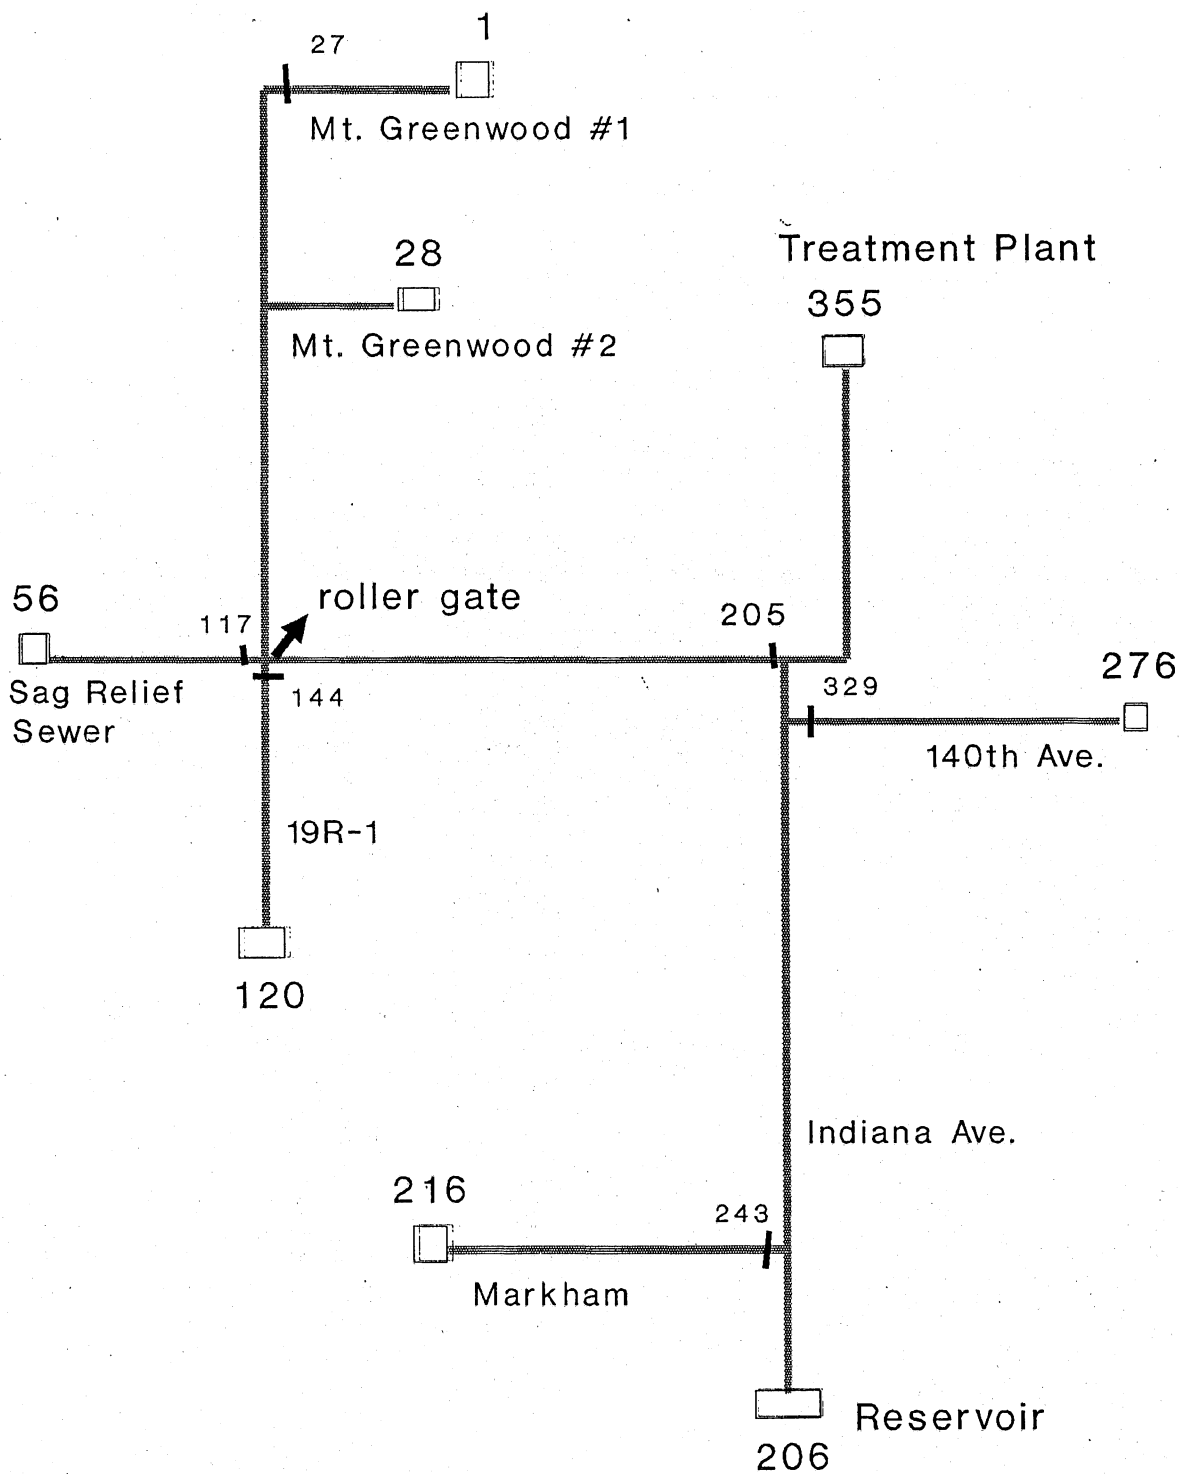 1
27
Mt. Greenwood #1
28
Treatment Plant
355
Mt. Greenwood #2
56
roller gate
117
205
276
Sag Relief
Sewer
144
329
140th Ave.
19R-1
120
Indiana Ave.
216
243
Markham
Reservoir
206